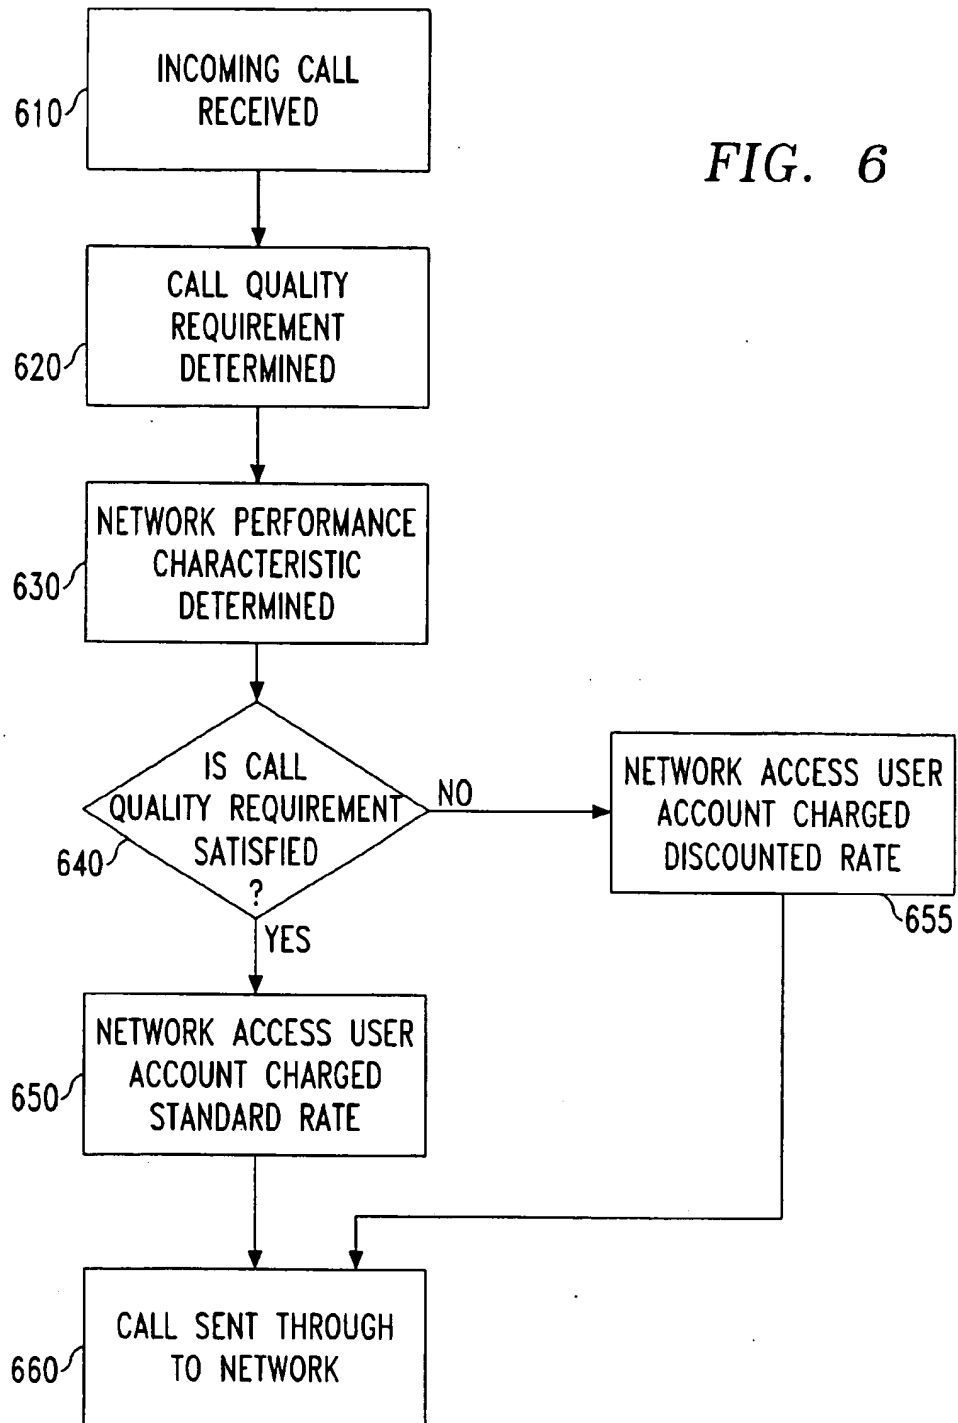 INCOMING CALL
RECEIVED
610
FIG. 6
CALL QUALITY
REQUIREMENT
DETERMINED
620
NETWORK PERFORMANCE
CHARACTERISTIC
DETERMINED
630
IS CALL
QUALITY REQUIREMENT
SATISFIED
?
640
NO
NETWORK ACCESS USER
ACCOUNT CHARGED
DISCOUNTED RATE
655
YES
NETWORK ACCESS USER
ACCOUNT CHARGED
STANDARD RATE
650
CALL SENT THROUGH
TO NETWORK
660